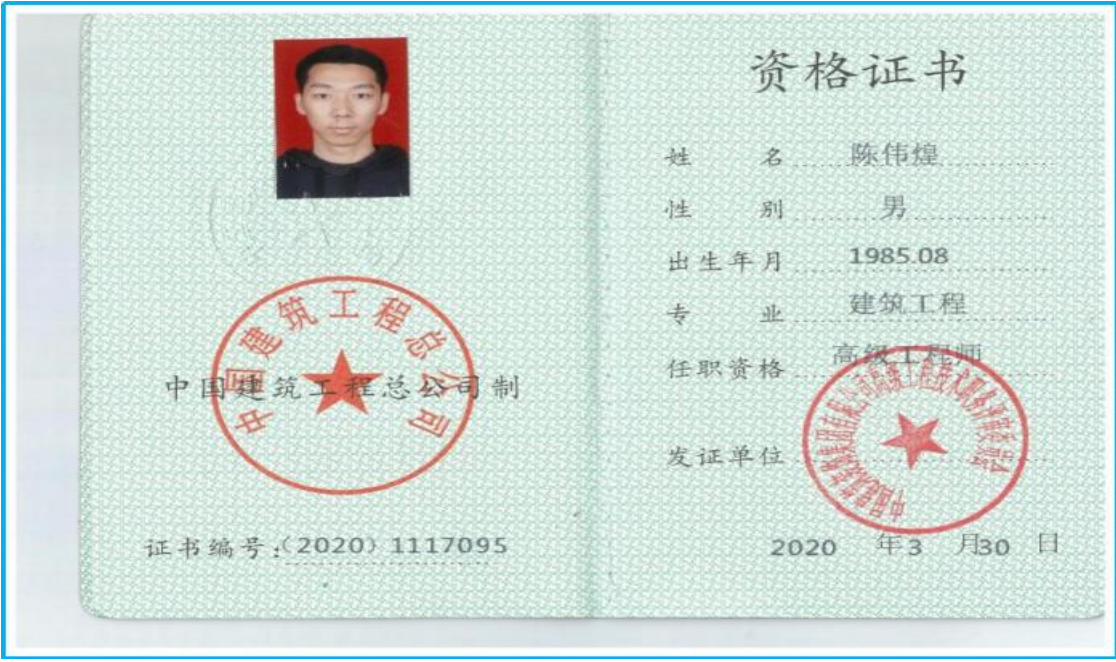 中国建筑工程总公司
中国建筑工程总公司制
证书编号:(2020) 1117095
资格证书
姓 名 陈伟煌
性 别 男
出生年月 1985.08
专 业 建筑工程
任职资格 高级工程师
发证单位
2020 年3 月30 日